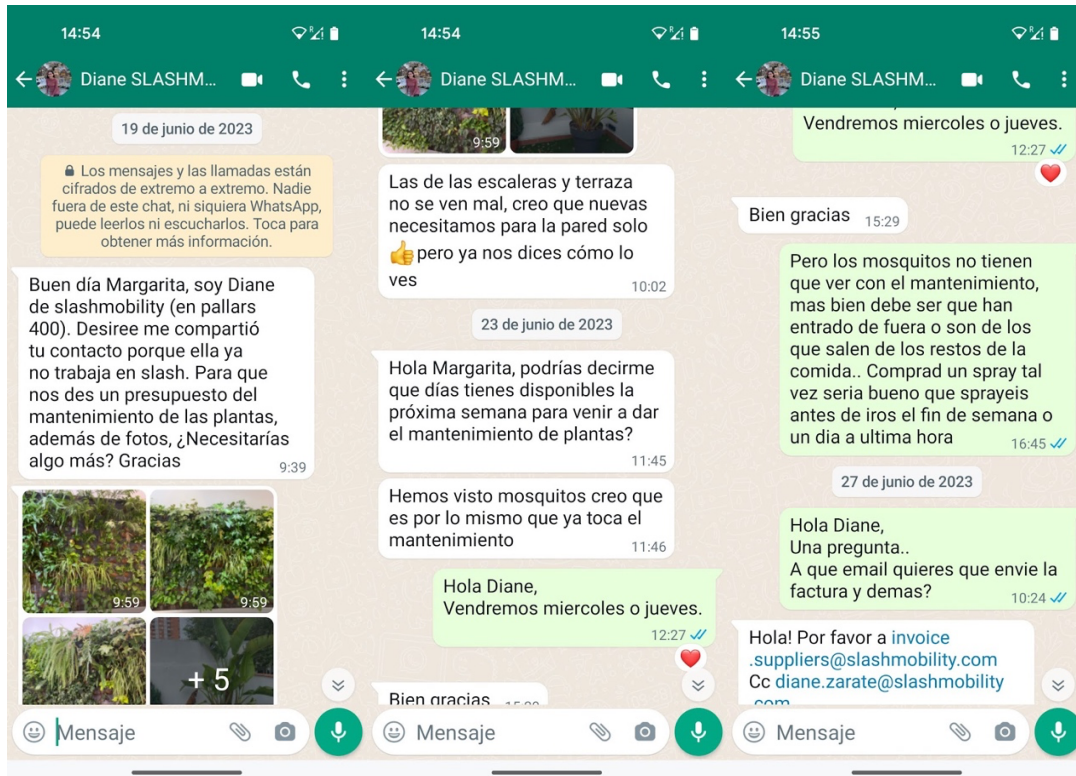 14:54
Diane SLASHM...
19 de junio de 2023
Los mensajes y las llamadas están
cifrados de extremo a extremo. Nadie
fuera de este chat, ni siquiera WhatsApp,
puede leerlos ni escucharlos. Toca para
obtener más información.
Buen día Margarita, soy Diane
de slashmobility (en pallars
400). Desiree me compartió
tu contacto porque ella ya
no trabaja en slash. Para que
nos des un presupuesto del
mantenimiento de las plantas,
además de fotos, ¿Necesitarías
algo más? Gracias
9:39
9:59
9:59
+ 5
Mensaje
14:54
Diane SLASHM...
9:59
Las de las escaleras y terraza
no se ven mal, creo que nuevas
necesitamos para la pared solo
👍pero ya nos dices cómo lo
ves
10:02
23 de junio de 2023
Hola Margarita, podrías decirme
que días tienes disponibles la
próxima semana para venir a dar
el mantenimiento de plantas?
11:45
Hemos visto mosquitos creo que
es por lo mismo que ya toca el
mantenimiento
11:46
Hola Diane,
Vendremos miercoles o jueves.
12:27
Bien gracias
Mensaje
14:55
Diane SLASHM...
Vendremos miercoles o jueves.
12:27
Bien gracias
15:29
Pero los mosquitos no tienen
que ver con el mantenimiento,
mas bien debe ser que han
entrado de fuera o son de los
que salen de los restos de la
comida.. Comprad un spray tal
vez seria bueno que sprayeis
antes de iros el fin de semana o
un dia a ultima hora
16:45
27 de junio de 2023
Hola Diane,
Una pregunta..
A que email quieres que envie la
factura y demas?
10:24
Hola! Por favor a invoice
.suppliers@slashmobility.com
Cc diane.zarate@slashmobility
.com
Mensaje